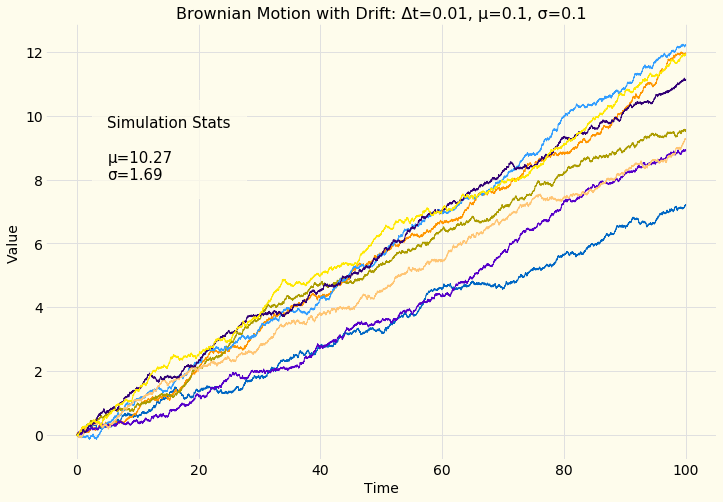 Brownian Motion with Drift: Δt=0.01, μ=0.1, σ=0.1
12
10
8
6
4
2
0
Value
Simulation Stats
μ=10.27
σ=1.69
0 20 40 60 80 100
Time